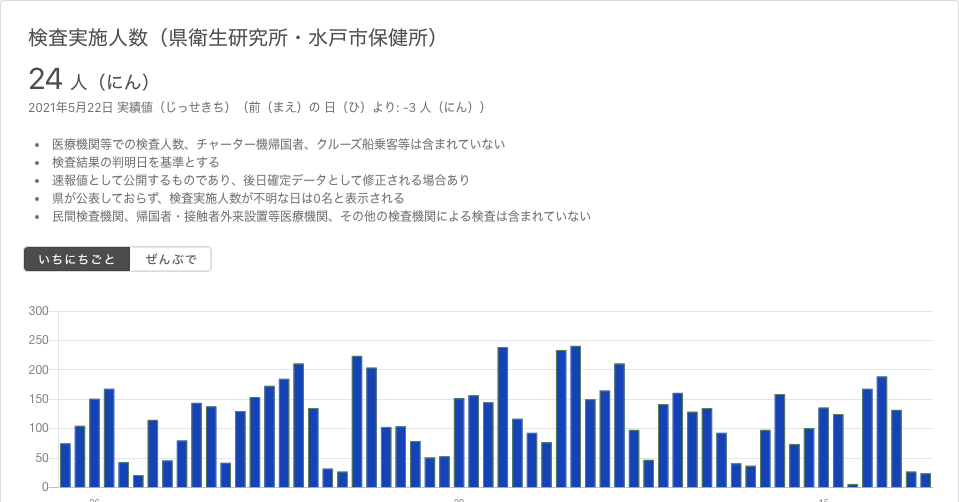 検査実施人数（県衛生研究所・水戸市保健所）
24 人（にん）
2021年5月22日 実績値（じっせきち）（前（まえ）の 日（ひ）より: -3 人（にん））
• 医療機関等での検査人数、チャーター機帰国者、クルーズ船乗客等は含まれていない
• 検査結果の判明日を基準とする
• 速報値として公開するものであり、後日確定データとして修正される場合あり
• 県が公表しておらず、検査実施人数が不明な日は0名と表示される
• 民間検査機関、帰国者・接触者外来設置等医療機関、その他の検査機関による検査は含まれていない
いちにちごと ぜんぶで
300
250
200
150
100
50
0